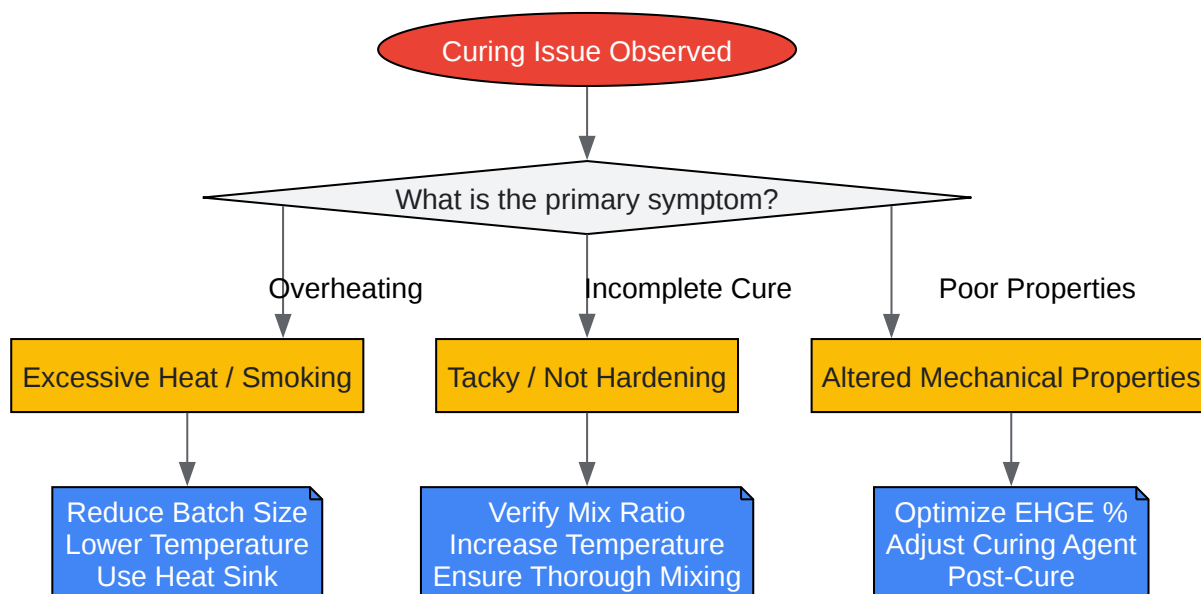 Curing Issue Observed
What is the primary symptom?
Overheating
Incomplete Cure
Poor Properties
Excessive Heat / Smoking
Tacky / Not Hardening
Altered Mechanical Properties
Reduce Batch Size
Lower Temperature
Use Heat Sink
Verify Mix Ratio
Increase Temperature
Ensure Thorough Mixing
Optimize EHGE %
Adjust Curing Agent
Post-Cure